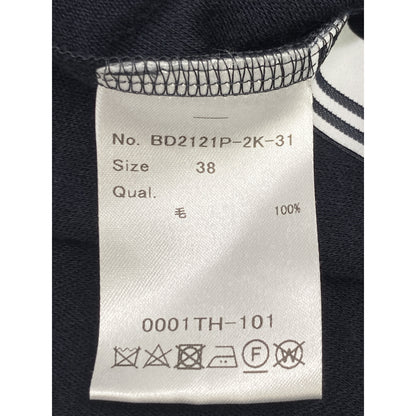 No. BD2121P-2K-31
Size 38
Qual.
毛 100%
0001TH-101
F W